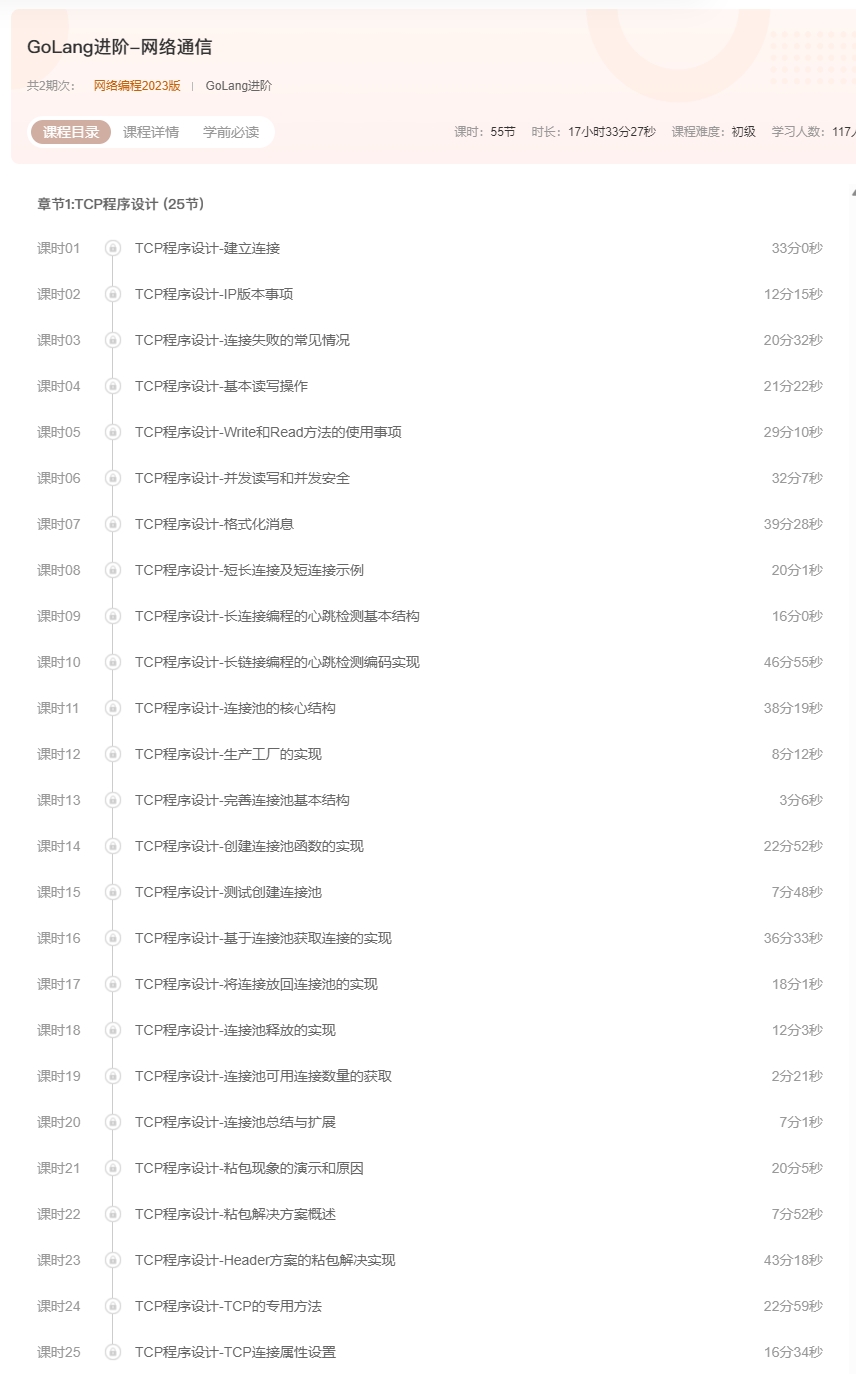 GoLang进阶–网络通信
共2期次： 网络编程2023版 | GoLang进阶
课程目录 课程详情 学前必读 课时：55节 时长：17小时33分27秒 课程难度：初级 学习人数：117
章节1:TCP程序设计 (25节)
课时01 TCP程序设计-建立连接 33分0秒
课时02 TCP程序设计-IP版本事项 12分15秒
课时03 TCP程序设计-连接失败的常见情况 20分32秒
课时04 TCP程序设计-基本读写操作 21分22秒
课时05 TCP程序设计-Write和Read方法的使用事项 29分10秒
课时06 TCP程序设计-并发读写和并发安全 32分7秒
课时07 TCP程序设计-格式化消息 39分28秒
课时08 TCP程序设计-短长连接及短连接示例 20分1秒
课时09 TCP程序设计-长连接编程的心跳检测基本结构 16分0秒
课时10 TCP程序设计-长链接编程的心跳检测编码实现 46分55秒
课时11 TCP程序设计-连接池的核心结构 38分19秒
课时12 TCP程序设计-生产工厂的实现 8分12秒
课时13 TCP程序设计-完善连接池基本结构 3分6秒
课时14 TCP程序设计-创建连接池函数的实现 22分52秒
课时15 TCP程序设计-测试创建连接池 7分48秒
课时16 TCP程序设计-基于连接池获取连接的实现 36分33秒
课时17 TCP程序设计-将连接放回连接池的实现 18分1秒
课时18 TCP程序设计-连接池释放的实现 12分3秒
课时19 TCP程序设计-连接池可用连接数量的获取 2分21秒
课时20 TCP程序设计-连接池总结与扩展 7分1秒
课时21 TCP程序设计-粘包现象的演示和原因 20分5秒
课时22 TCP程序设计-粘包解决方案概述 7分52秒
课时23 TCP程序设计-Header方案的粘包解决实现 43分18秒
课时24 TCP程序设计-TCP的专用方法 22分59秒
课时25 TCP程序设计-TCP连接属性设置 16分34秒